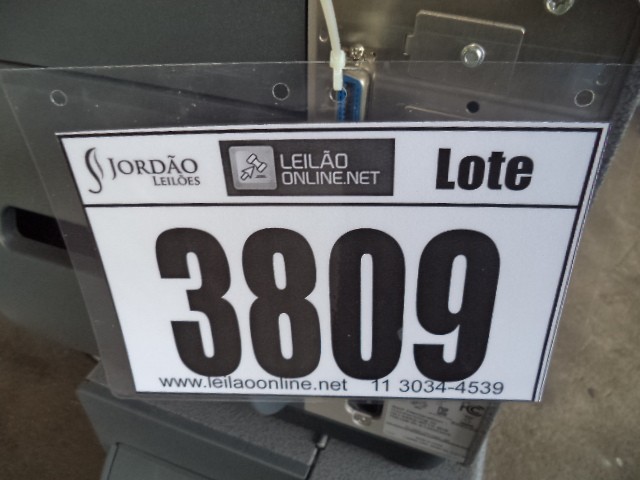 JORDÃO
LEILÕES
LEILÃO
ONLINE.NET
Lote
3809
www.leilaoonline.net 11 3034-4539